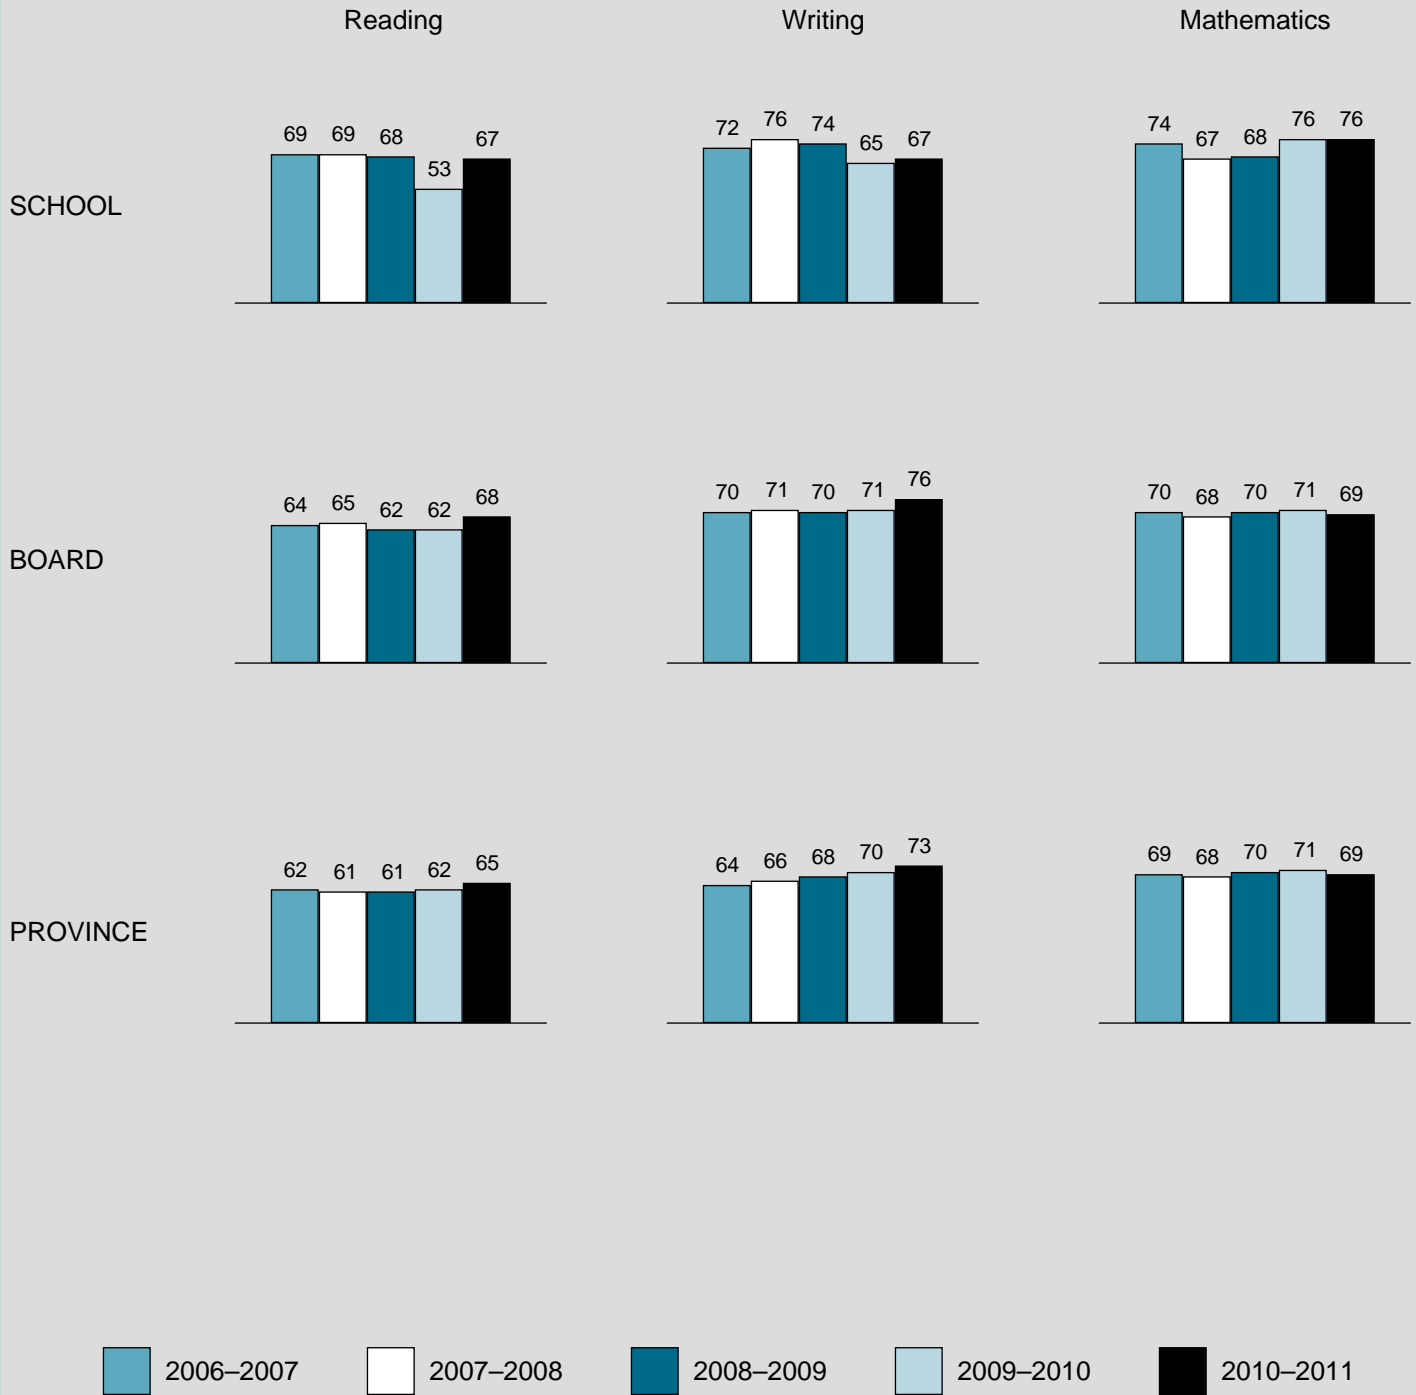 Reading Writing Mathematics
SCHOOL
69 69 68 53 67
72 76 74 65 67
74 67 68 76 76
BOARD
64 65 62 62 68
70 71 70 71 76
70 68 70 71 69
PROVINCE
62 61 61 62 65
64 66 68 70 73
69 68 70 71 69
2006–2007 2007–2008 2008–2009 2009–2010 2010–2011